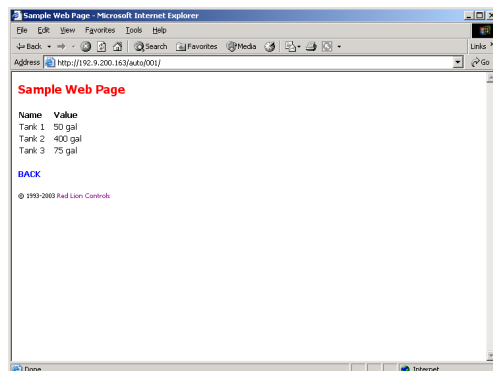 Sample Web Page - Microsoft Internet Explorer
File Edit View Favorites Tools Help
Back Search Favorites Media Links »
Address http://192.9.200.163/auto/001/ Go
Sample Web Page
Name Value
Tank 1 50 gal
Tank 2 400 gal
Tank 3 75 gal
BACK
© 1993-2003 Red Lion Controls
Done Internet